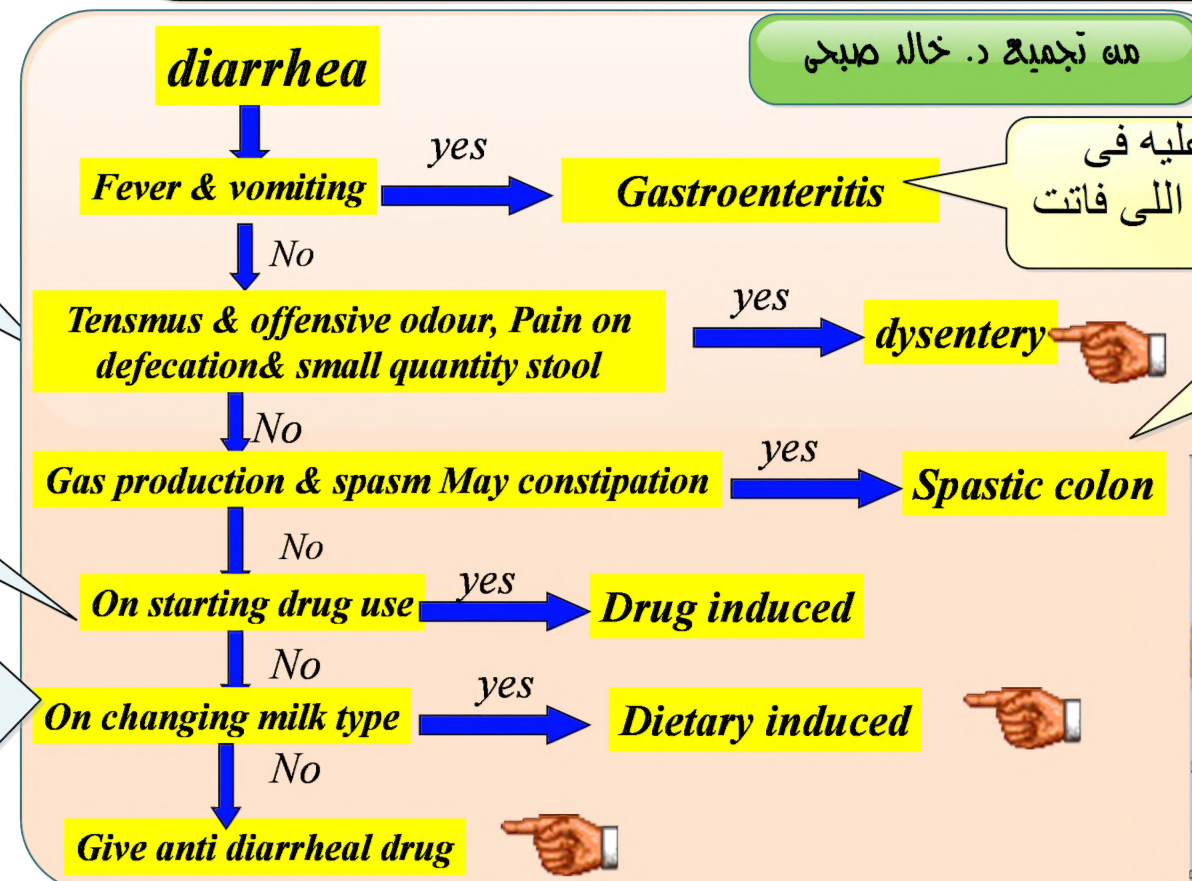 من تجميع د. خالد صبحى
diarrhea
yes
Fever & vomiting
Gastroenteritis
عليه فى
اللى فاتت
No
Tensmus & offensive odour, Pain on
defecation& small quantity stool
yes
dysentery
No
Gas production & spasm May constipation
yes
Spastic colon
No
On starting drug use
yes
Drug induced
No
On changing milk type
yes
Dietary induced
No
Give anti diarrheal drug